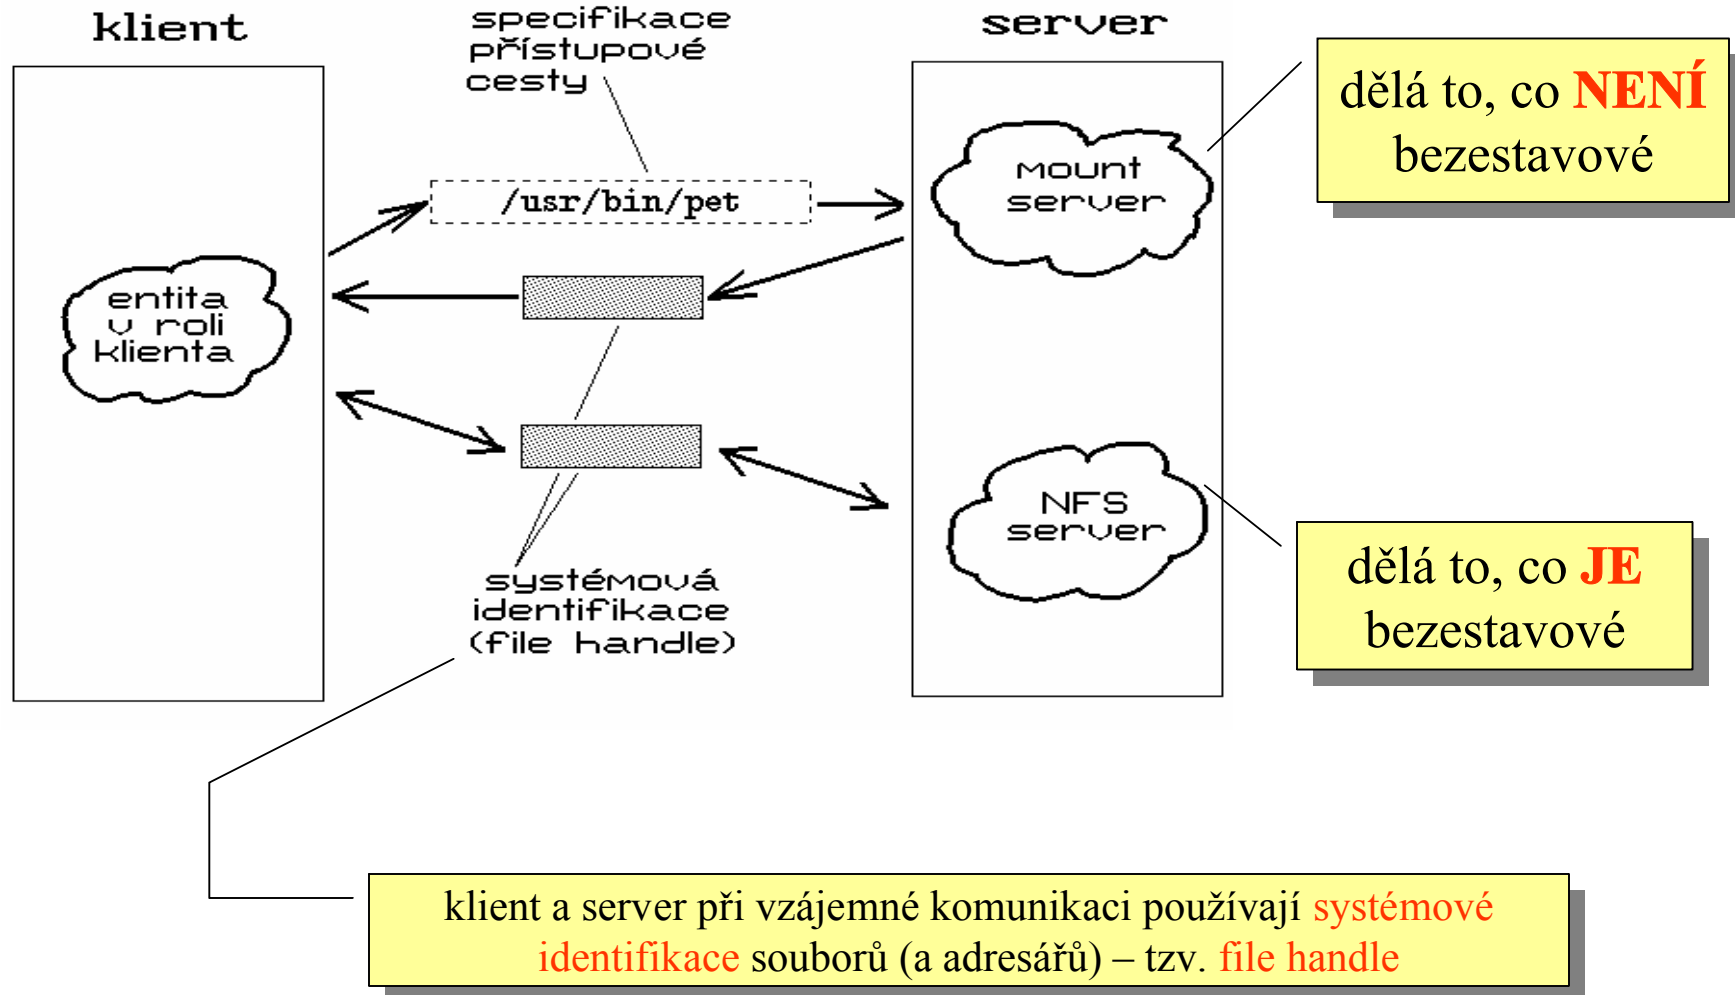 klient
specifikace
přístupové
cesty
server
dělá to, co NENÍ
bezestavové
mount
server
/usr/bin/pet
entita
v roli
klienta
NFS
server
dělá to, co JE
bezestavové
systémová
identifikace
(file handle)
klient a server při vzájemné komunikaci používají systémové
identifikace souborů (a adresářů) – tzv. file handle